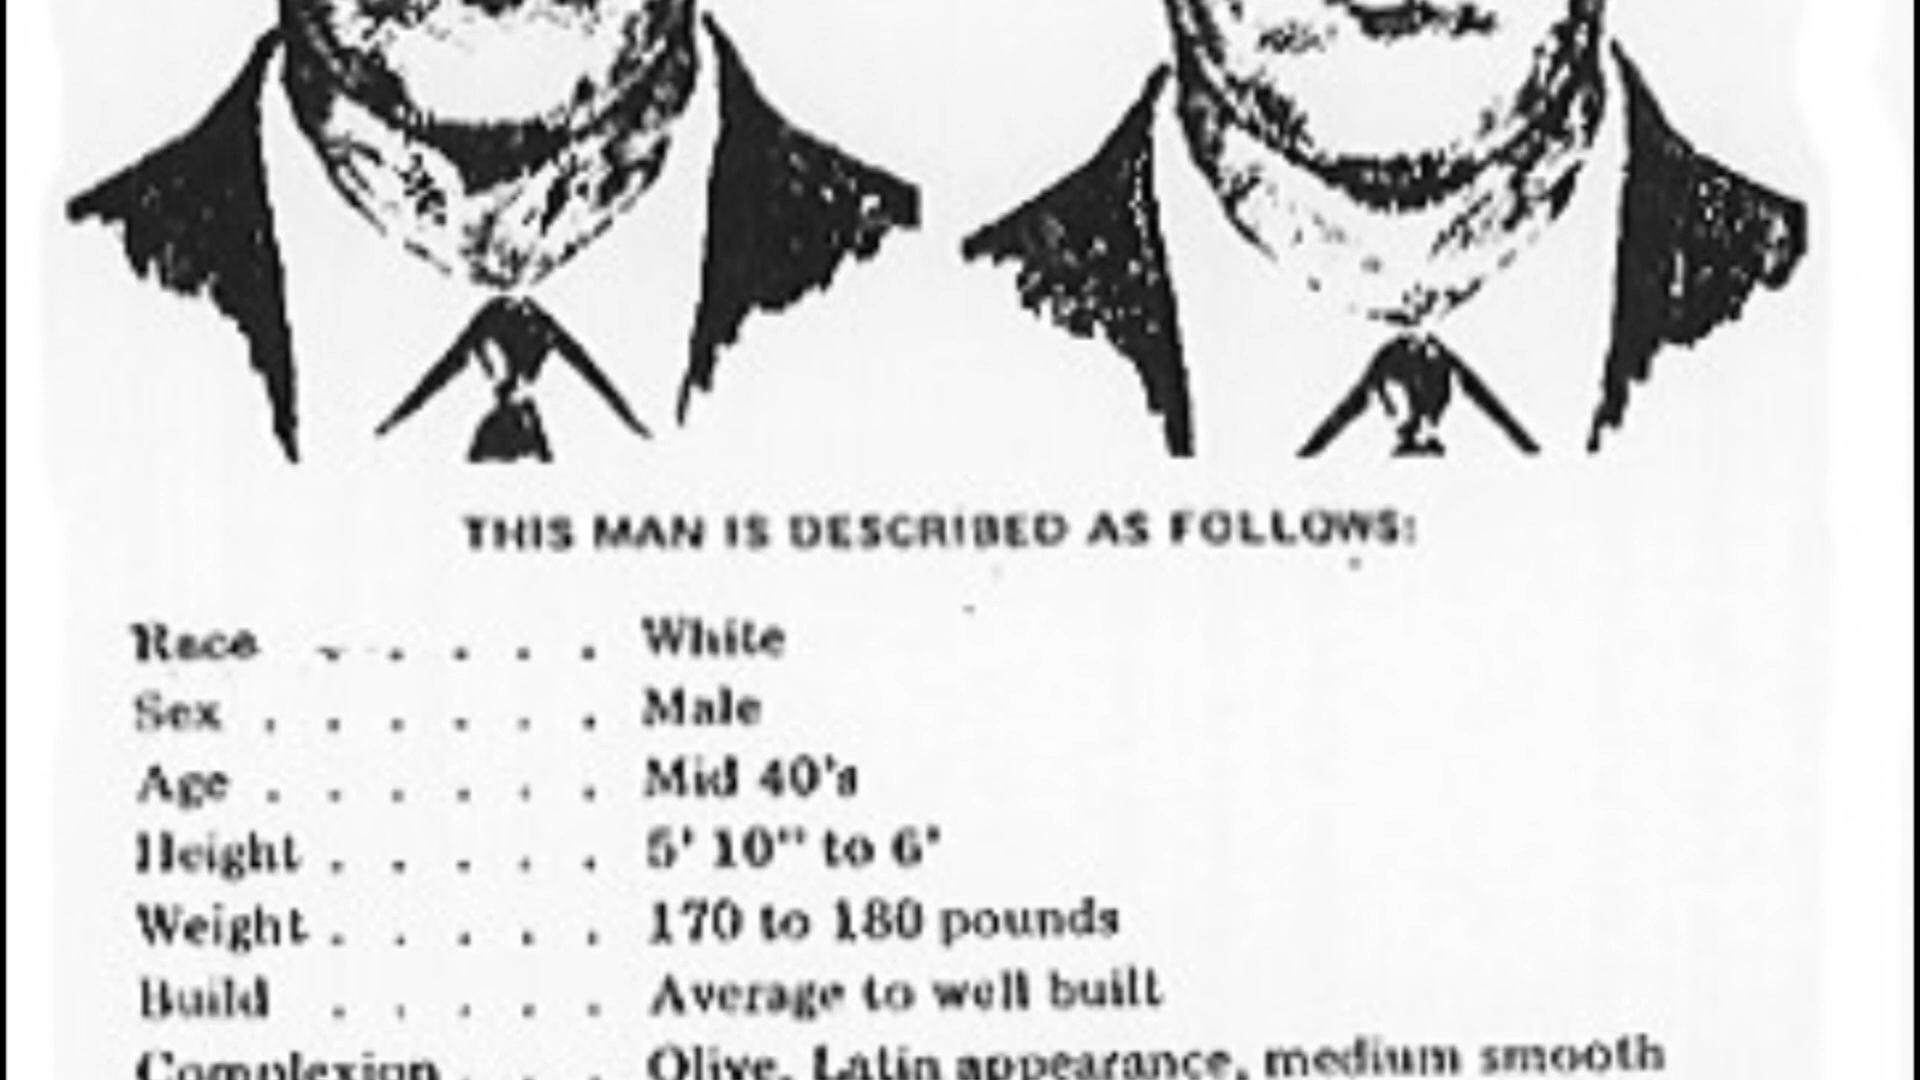 THIS MAN IS DESCRIBED AS FOLLOWS:
Race . . . . . White
Sex . . . . . . Male
Age . . . . . . Mid 40's
Height . . . . . 5' 10" to 6'
Weight . . . . . 170 to 180 pounds
Build . . . . . Average to well built
Complexion . . . Olive, Latin appearance, medium smooth